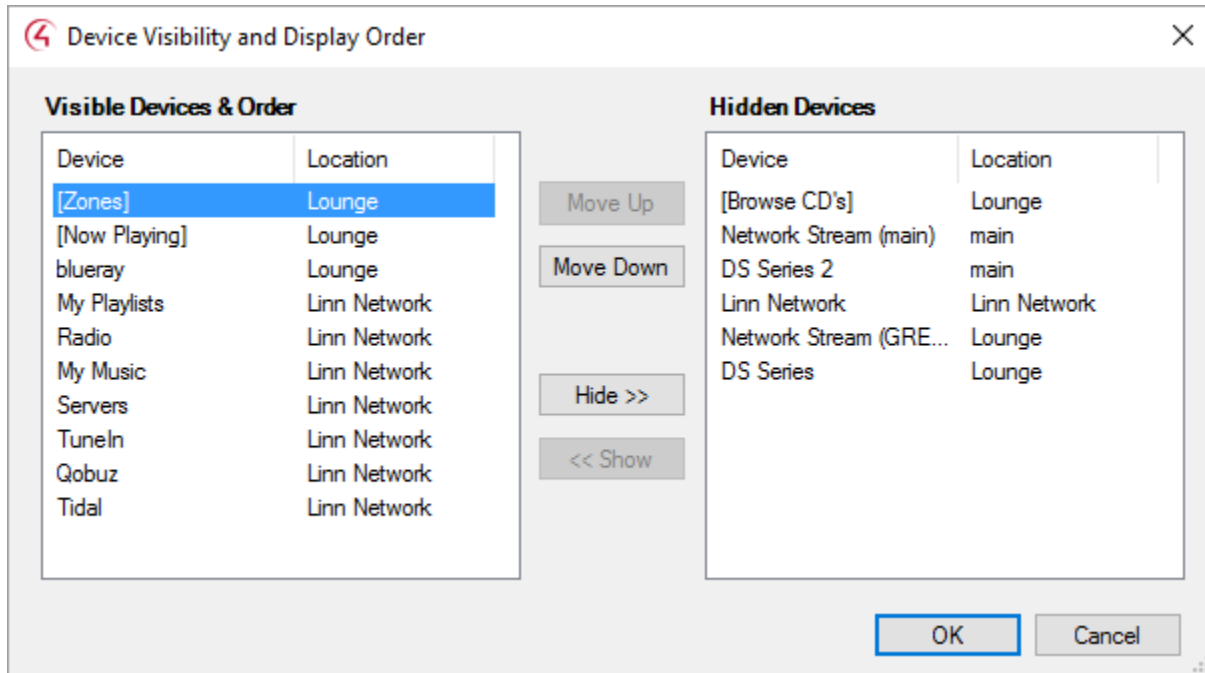 Device Visibility and Display Order
Visible Devices & Order
Device Location
[Zones] Lounge
[Now Playing] Lounge
blueray Lounge
My Playlists Linn Network
Radio Linn Network
My Music Linn Network
Servers Linn Network
TuneIn Linn Network
Qobuz Linn Network
Tidal Linn Network
Move Up
Move Down
Hide >>
<< Show
Hidden Devices
Device Location
[Browse CD's] Lounge
Network Stream (main) main
DS Series 2 main
Linn Network Linn Network
Network Stream (GRE... Lounge
DS Series Lounge
OK Cancel